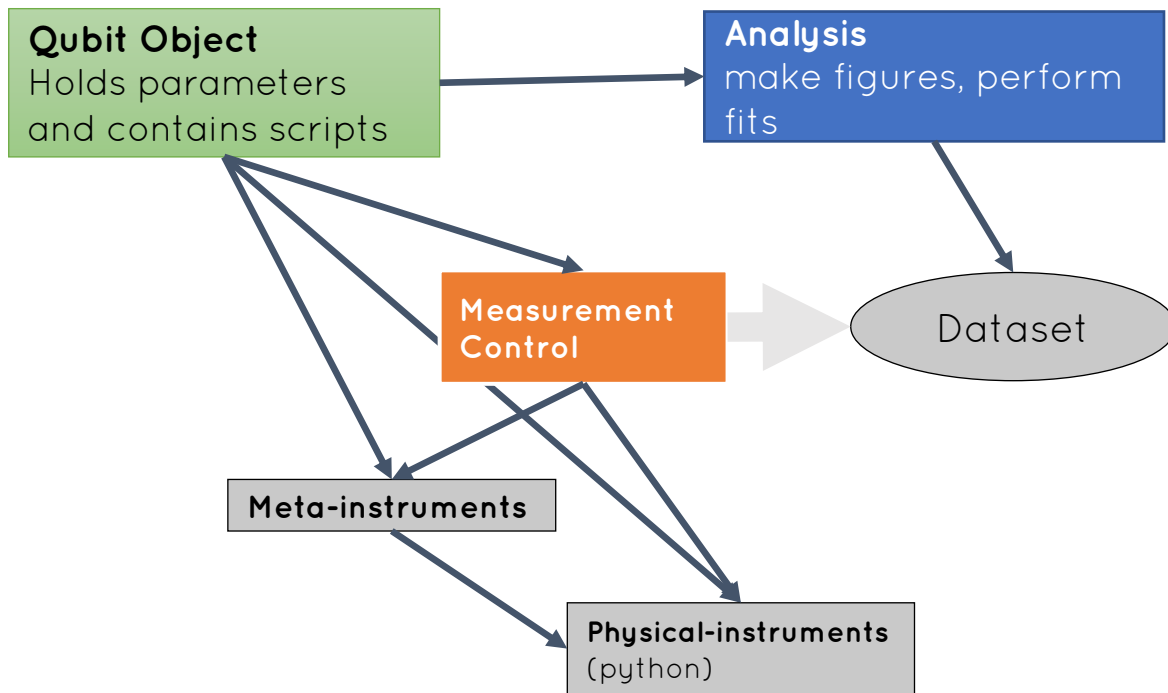 Qubit Object
Holds parameters
and contains scripts
Analysis
make figures, perform
fits
Measurement
Control
Dataset
Meta-instruments
Physical-instruments
(python)